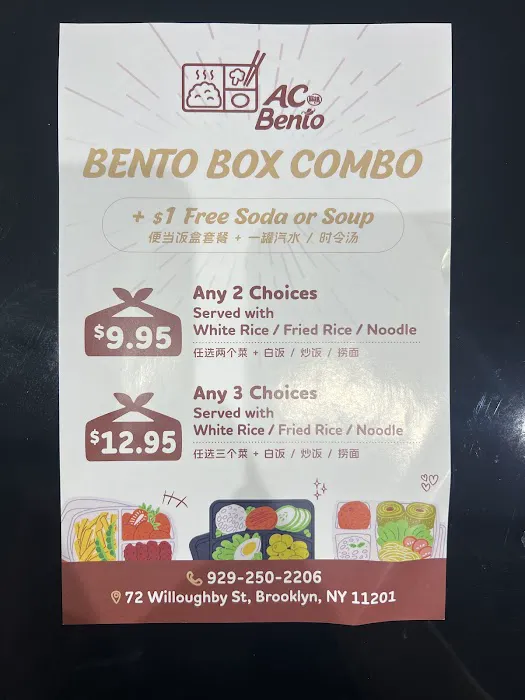 AC
Bento
BENTO BOX COMBO
+ $1 Free Soda or Soup
便当饭盒套餐 + 一罐汽水 / 时令汤
$9.95
Any 2 Choices
Served with
White Rice / Fried Rice / Noodle
任选两个菜 + 白饭 / 炒饭 / 捞面
$12.95
Any 3 Choices
Served with
White Rice / Fried Rice / Noodle
任选三个菜 + 白饭 / 炒饭 / 捞面
929-250-2206
72 Willoughby St, Brooklyn, NY 11201